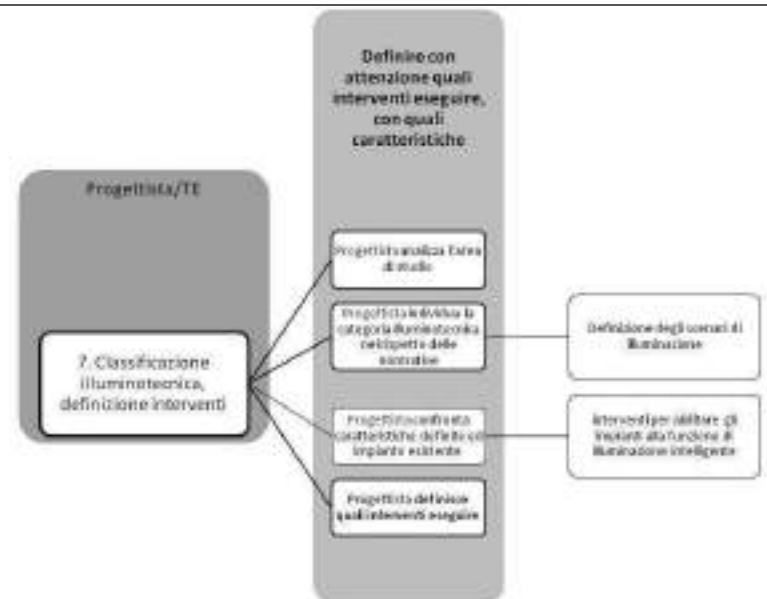 Definire con
attenzione quali
interventi eseguire,
con quali
caratteristiche
Progettista/TE
Progettista analizza l'area
di studio
Progettista individua la
categoria illuminotecnica
nel rispetto delle
normative
7. Classificazione
illuminotecnica,
definizione interventi
Definizione degli scenari di
illuminazione
Progettista confronta
caratteristiche definite ed
impianto esistente
Interventi per abilitare gli
impianti alla funzione di
illuminazione intelligente
Progettista definisce
quali interventi eseguire